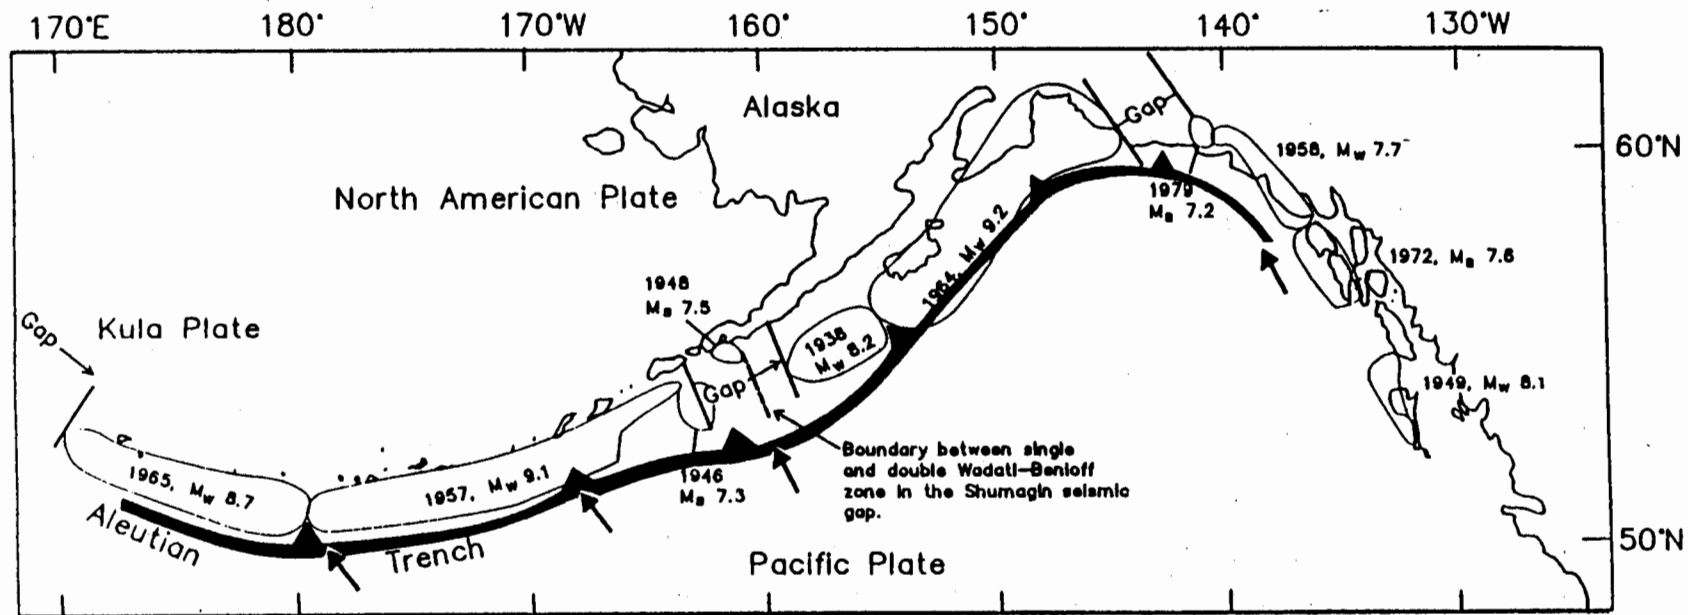 170°E 180° 170°W 160° 150° 140° 130°W
Alaska
Gap
60°N
1958, Mw 7.7
North American Plate
1979
Ms 7.2
1964, Mw 9.2
1972, Ms 7.6
1948
Ms 7.5
Gap
Kula Plate
1938
Mw 8.2
Gap
1949, Mw 8.1
Boundary between single
and double Wadati-Benioff
zone in the Shumagin seismic
gap.
1965, Mw 8.7
1957, Mw 9.1
1946
Ms 7.3
Aleutian
Trench
Pacific Plate
50°N